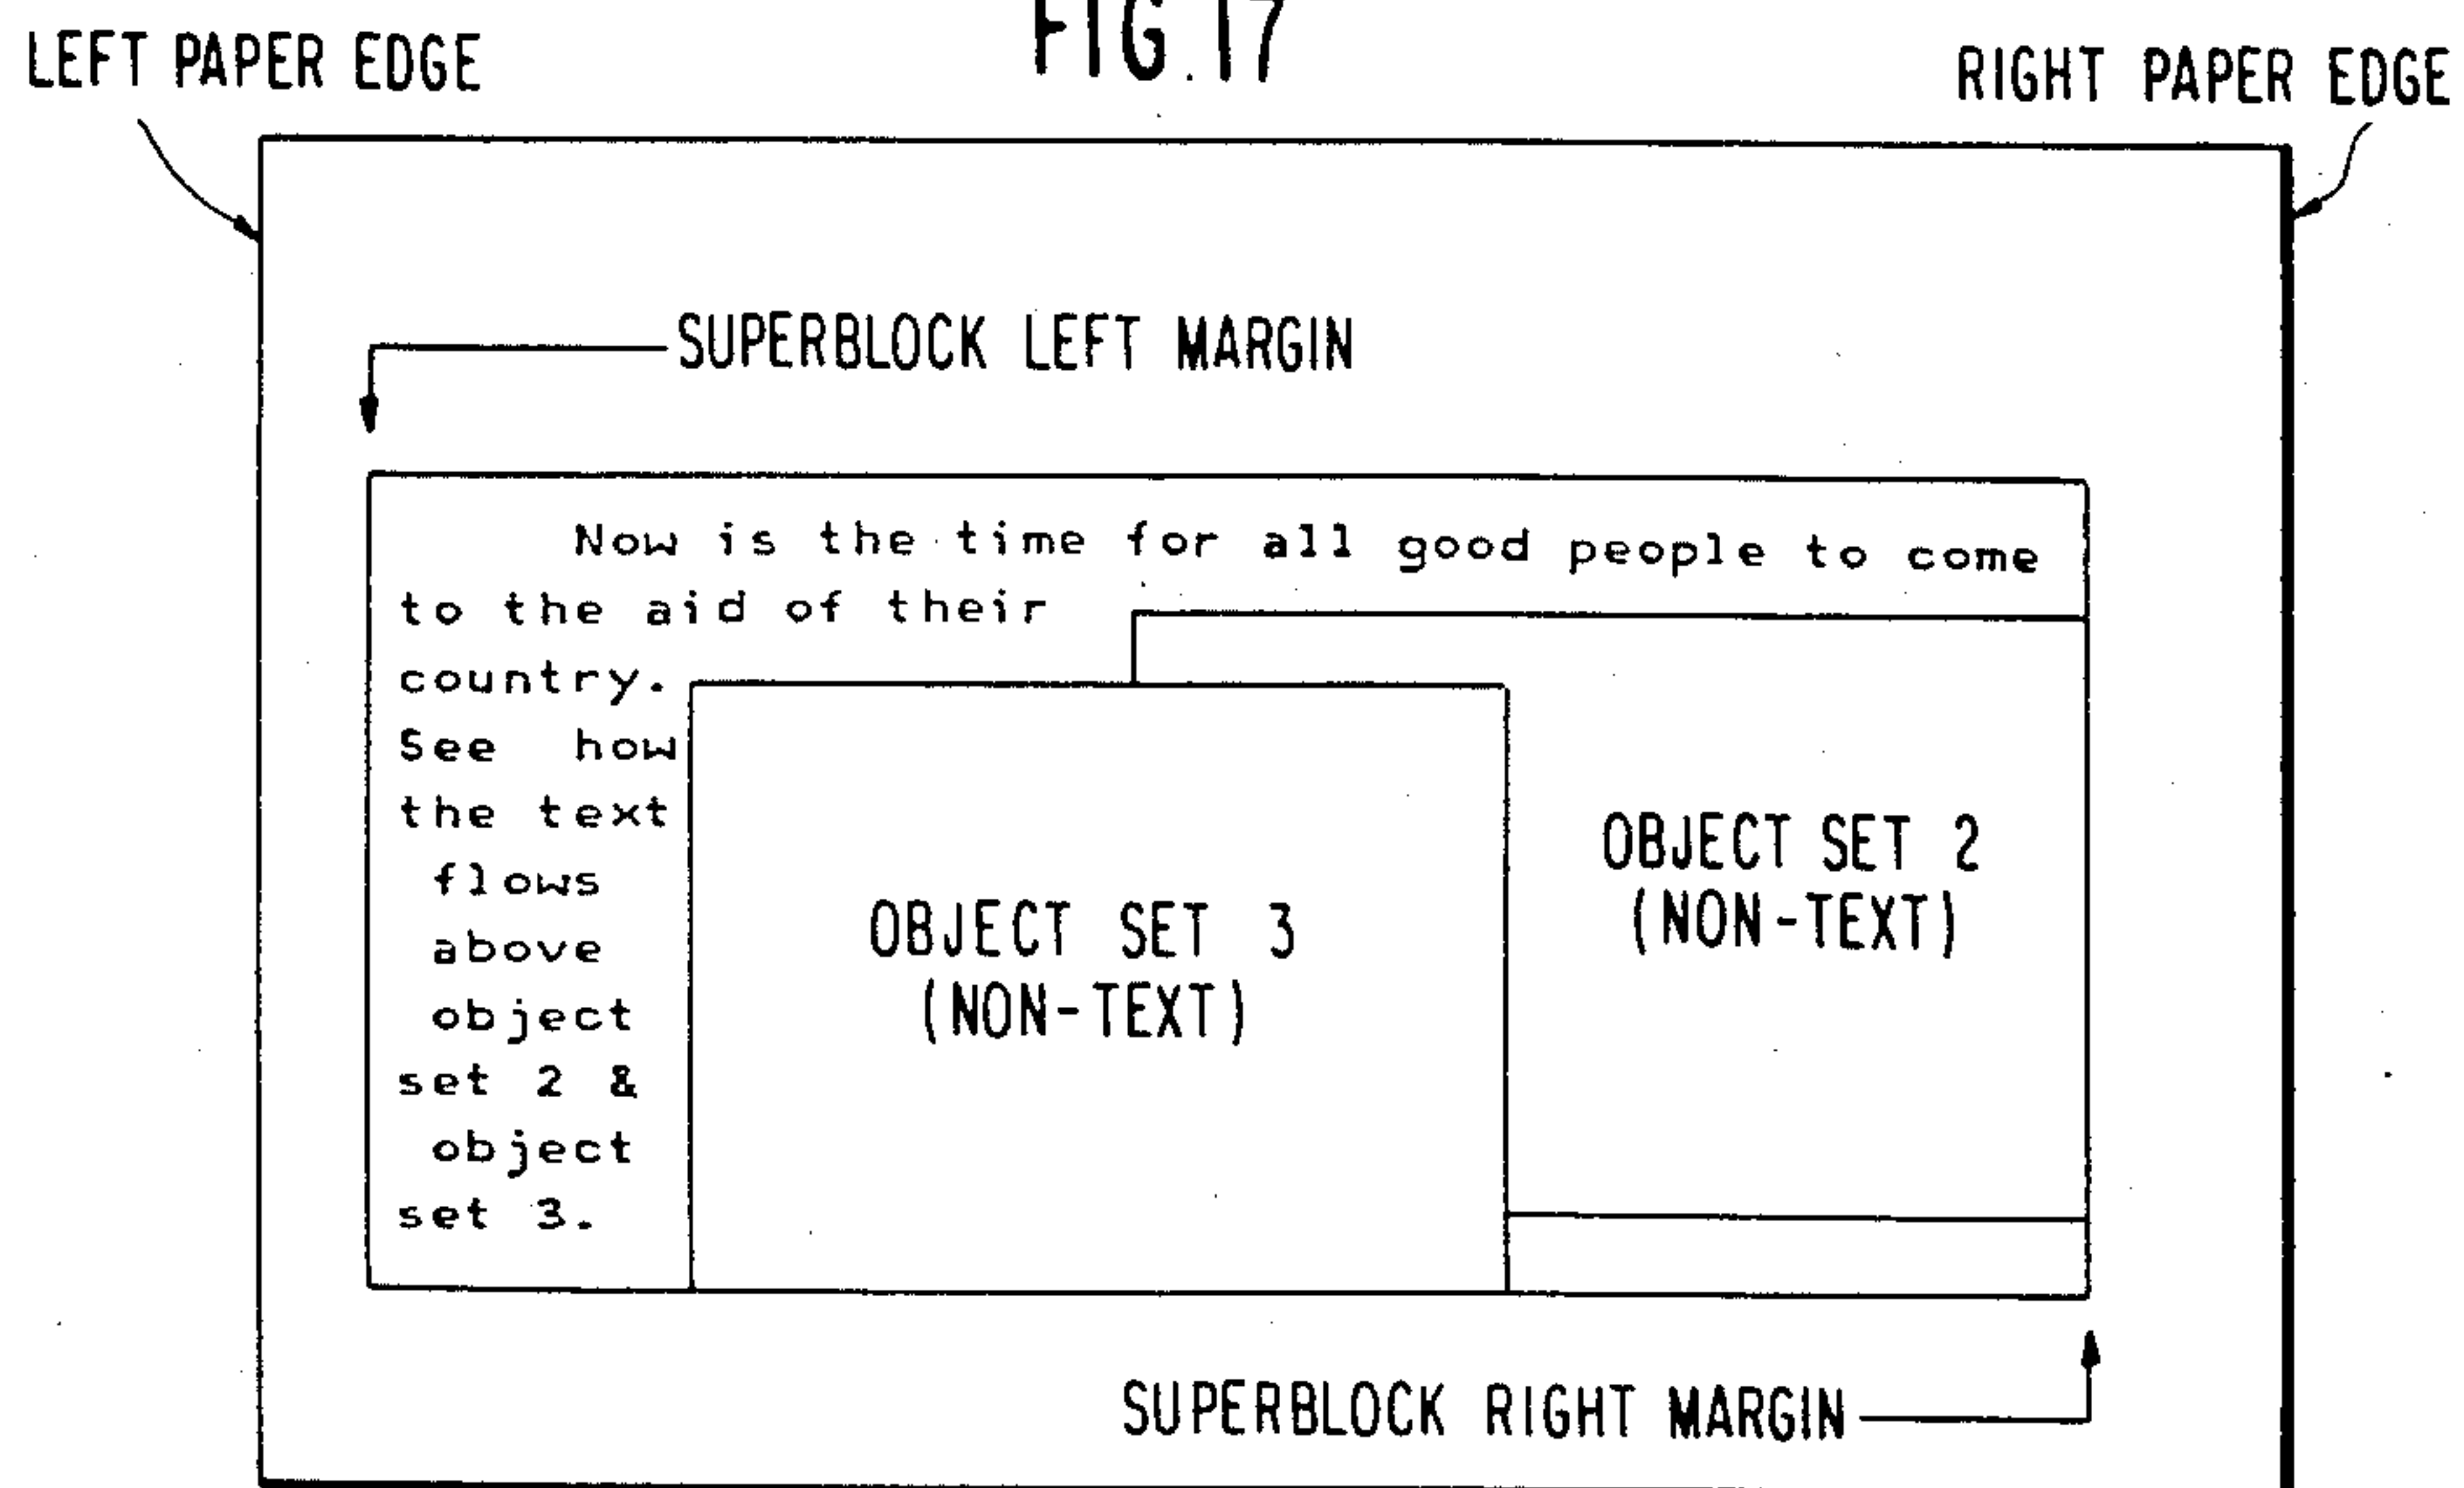 FIG. 17
LEFT PAPER EDGE
RIGHT PAPER EDGE
SUPERBLOCK LEFT MARGIN
Now is the time for all good people to come
to the aid of their
country.
See how
the text
flows
above
object
set 2 &
object
set 3.
OBJECT SET 3
(NON-TEXT)
OBJECT SET 2
(NON-TEXT)
SUPERBLOCK RIGHT MARGIN